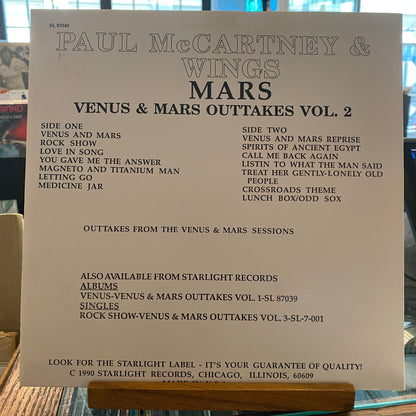 SL 87042
PAUL McCARTNEY &
WINGS
MARS
VENUS & MARS OUTTAKES VOL. 2
SIDE ONE
VENUS AND MARS
ROCK SHOW
LOVE IN SONG
YOU GAVE ME THE ANSWER
MAGNETO AND TITANIUM MAN
LETTING GO
MEDICINE JAR
SIDE TWO
VENUS AND MARS REPRISE
SPIRITS OF ANCIENT EGYPT
CALL ME BACK AGAIN
LISTIN TO WHAT THE MAN SAID
TREAT HER GENTLY-LONELY OLD
PEOPLE
CROSSROADS THEME
LUNCH BOX/ODD SOX
OUTTAKES FROM THE VENUS & MARS SESSIONS
ALSO AVAILABLE FROM STARLIGHT RECORDS
ALBUMS
VENUS-VENUS & MARS OUTTAKES VOL. 1-SL 87039
SINGLES
ROCK SHOW-VENUS & MARS OUTTAKES VOL. 3-SL-7-001
LOOK FOR THE STARLIGHT LABEL - IT'S YOUR GUARANTEE OF QUALITY!
C 1990 STARLIGHT RECORDS, CHICAGO, ILLINOIS, 60609